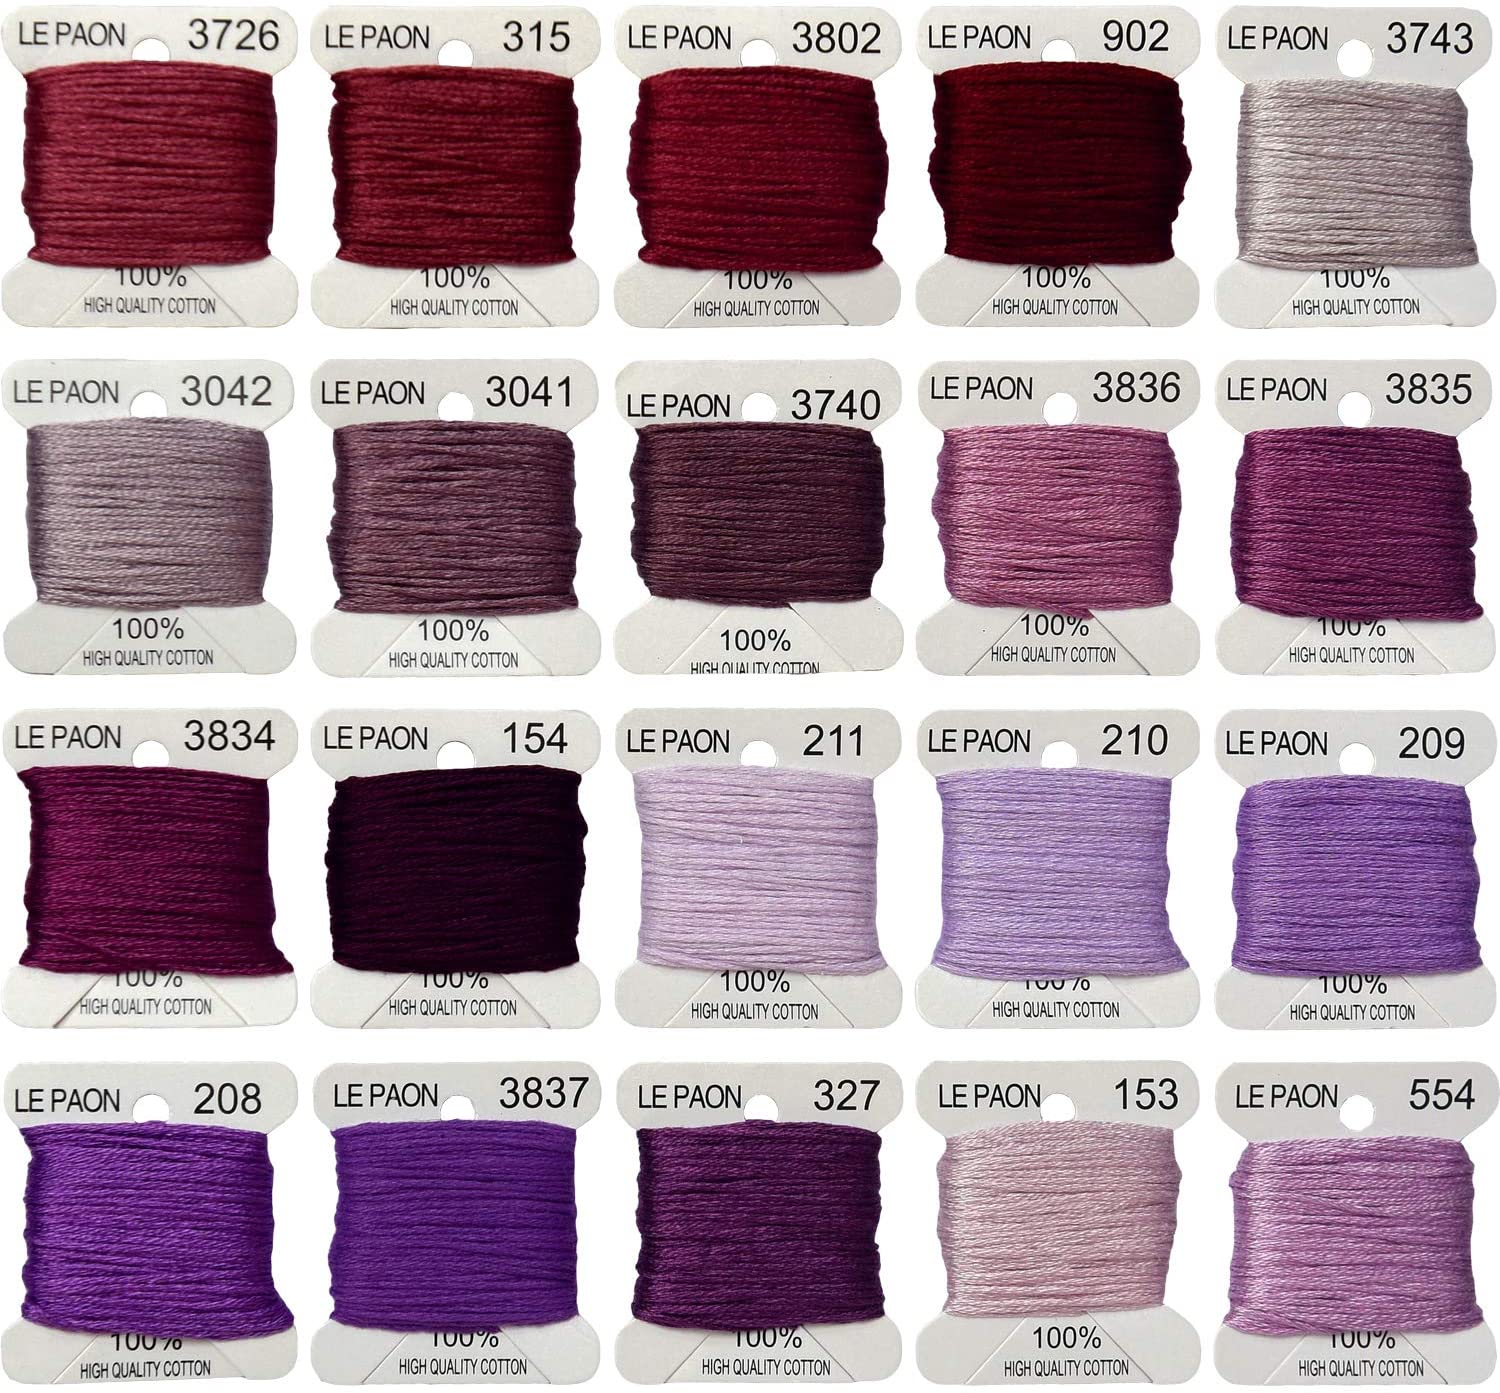 LE PAON 3726
100%
HIGH QUALITY COTTON
LE PAON 315
100%
HIGH QUALITY COTTON
LE PAON 3802
100%
HIGH QUALITY COTTON
LE PAON 902
100%
HIGH QUALITY COTTON
LE PAON 3743
100%
HIGH QUALITY COTTON
LE PAON 3042
100%
HIGH QUALITY COTTON
LE PAON 3041
100%
HIGH QUALITY COTTON
LE PAON 3740
100%
HIGH QUALITY COTTON
LE PAON 3836
100%
HIGH QUALITY COTTON
LE PAON 3835
100%
HIGH QUALITY COTTON
LE PAON 3834
100%
HIGH QUALITY COTTON
LE PAON 154
100%
HIGH QUALITY COTTON
LE PAON 211
100%
HIGH QUALITY COTTON
LE PAON 210
100%
HIGH QUALITY COTTON
LE PAON 209
100%
HIGH QUALITY COTTON
LE PAON 208
100%
HIGH QUALITY COTTON
LE PAON 3837
100%
HIGH QUALITY COTTON
LE PAON 327
100%
HIGH QUALITY COTTON
LE PAON 153
100%
HIGH QUALITY COTTON
LE PAON 554
100%
HIGH QUALITY COTTON